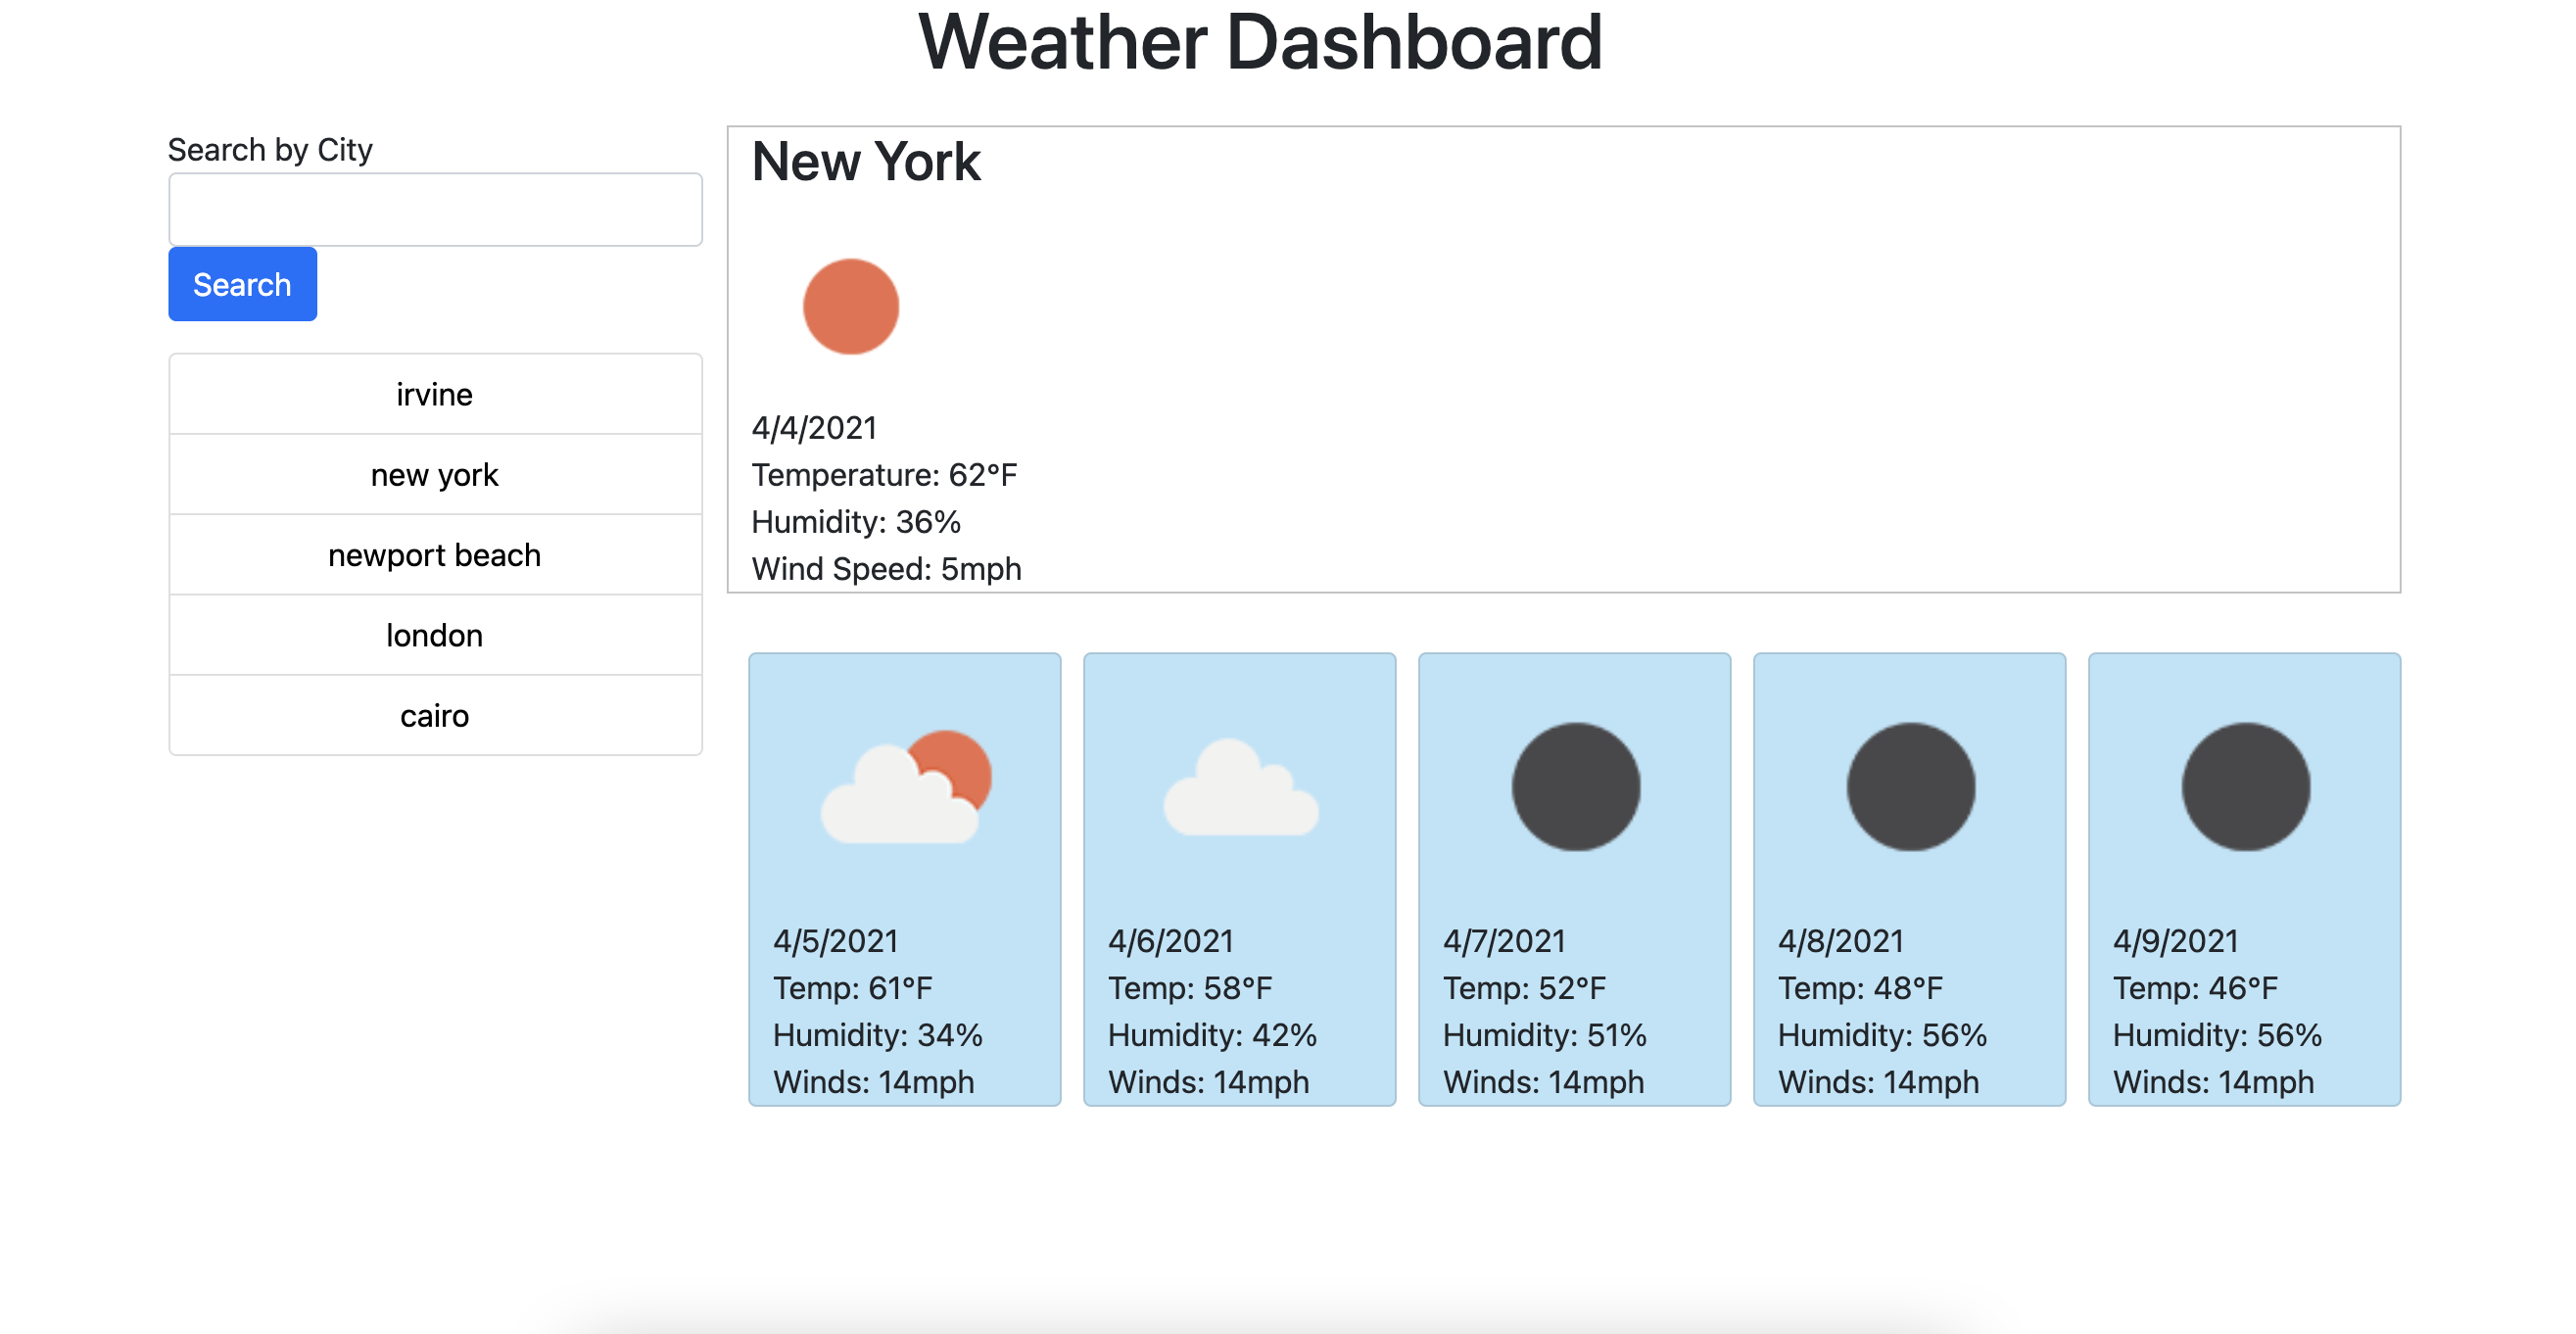 Weather Dashboard
Search by City
Search
irvine
new york
newport beach
london
cairo
New York
4/4/2021
Temperature: 62°F
Humidity: 36%
Wind Speed: 5mph
4/5/2021
Temp: 61°F
Humidity: 34%
Winds: 14mph
4/6/2021
Temp: 58°F
Humidity: 42%
Winds: 14mph
4/7/2021
Temp: 52°F
Humidity: 51%
Winds: 14mph
4/8/2021
Temp: 48°F
Humidity: 56%
Winds: 14mph
4/9/2021
Temp: 46°F
Humidity: 56%
Winds: 14mph